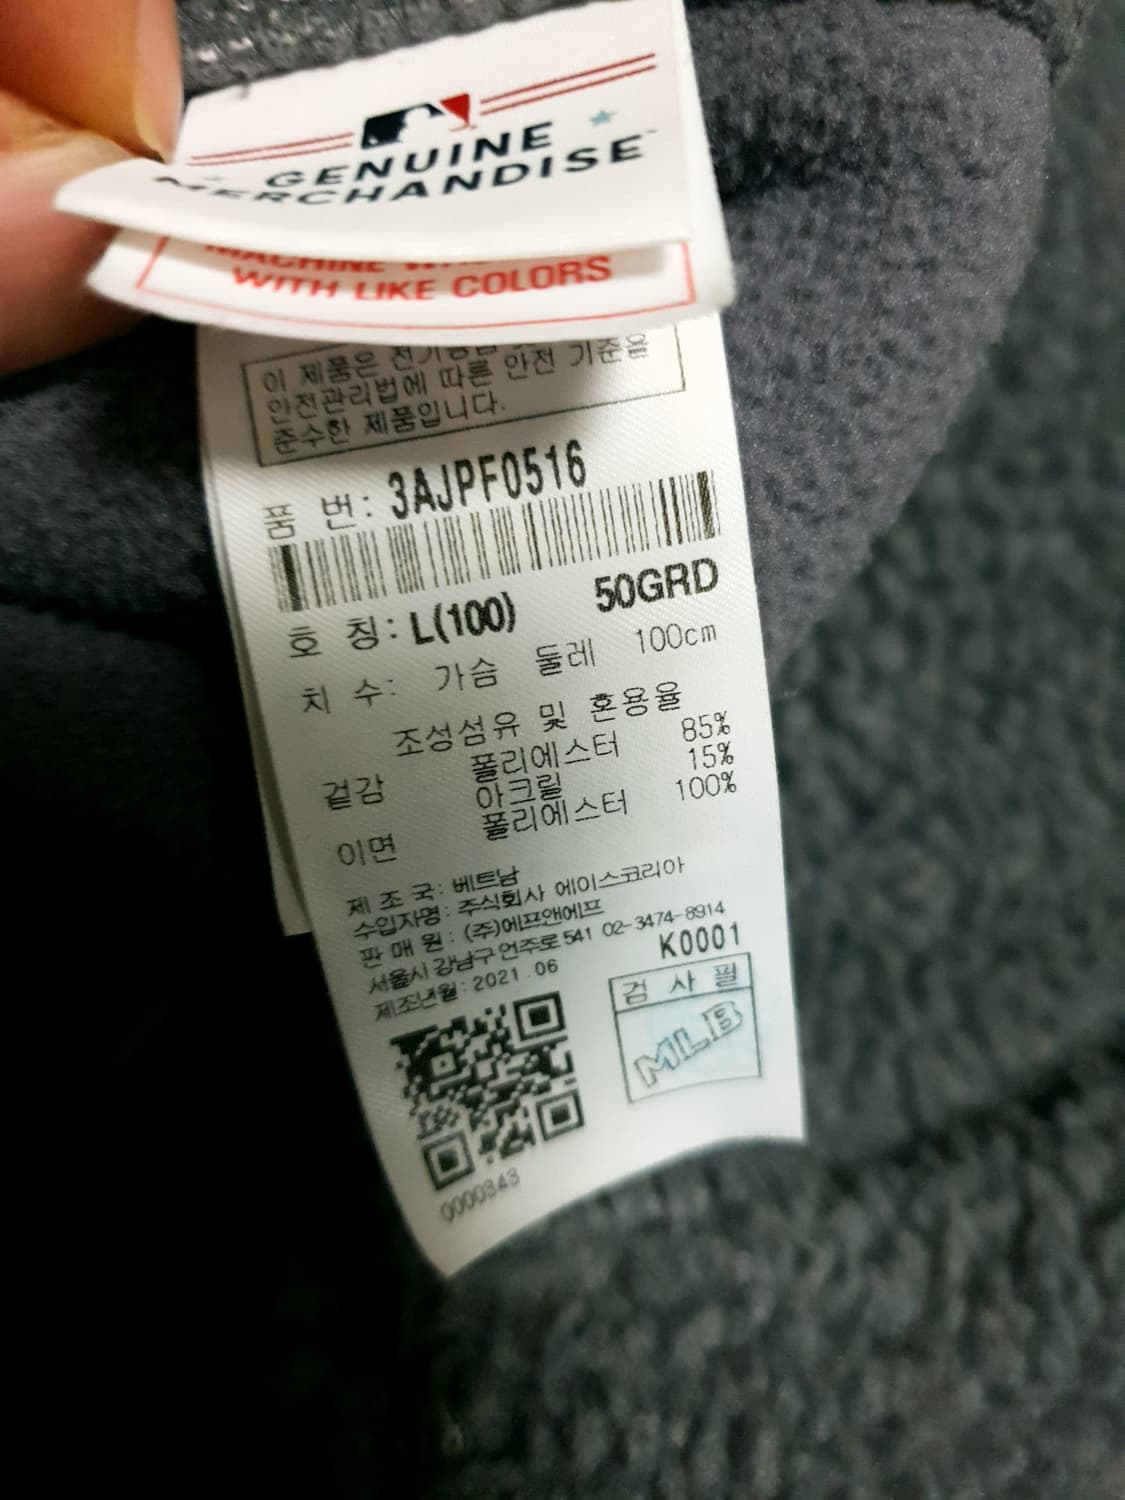 GENUINE
MERCHANDISE
MACHINE
WITH LIKE COLORS
이 제품은 기준을
안전관리법에 따른 안전
준수한 제품입니다.
품 번: 3AJPF0516
50GRD
호 칭: L(100)
치 수: 가슴 둘레 100cm
조성섬유 및 혼용율
겉감 폴리에스터 85%
아크릴 15%
이면 폴리에스터 100%
제 조 국: 베트남
수입자명: 주식회사 에이스코리아
판 매 원: (주)에프앤에프
서울시 강남구 언주로 541 02-3474-8914
제조년월: 2021.06
K0001
검 사 필
MLB
0000343